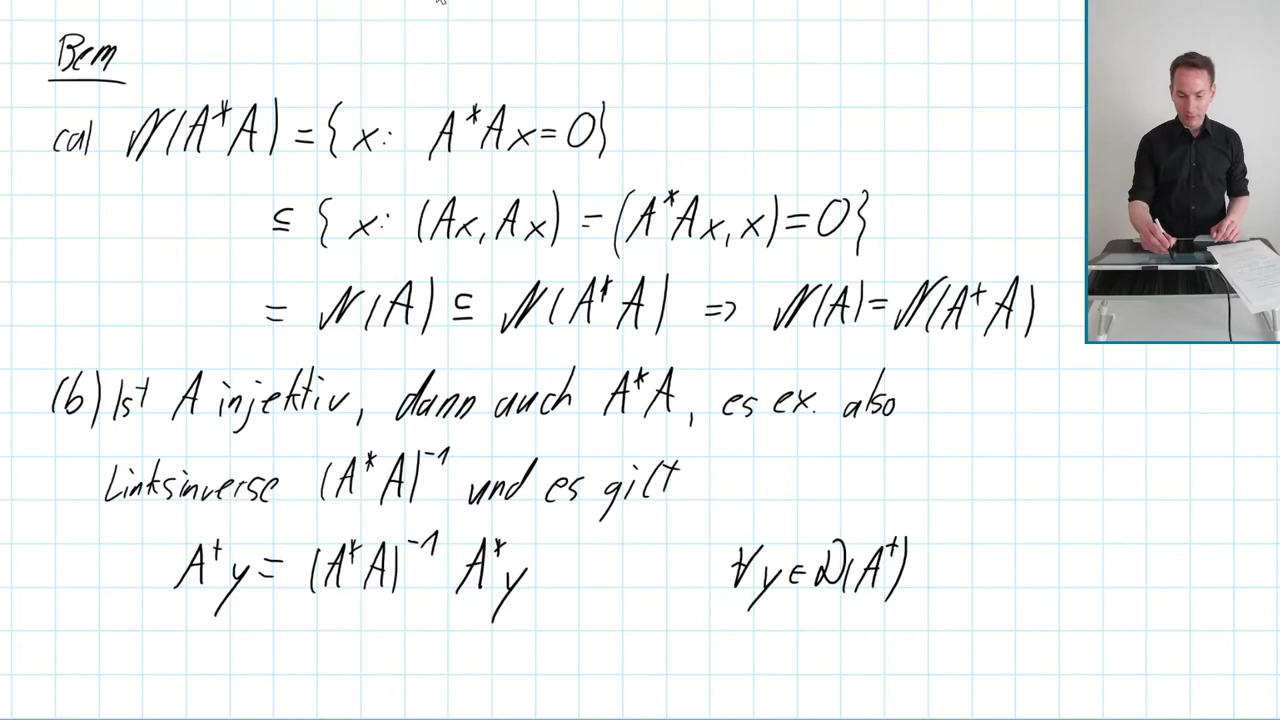 Bem
(a) N(A*A) = { x: A*Ax = 0}
⊆ { x: (Ax, Ax) = (A*Ax, x) = 0}
= N(A) ⊆ N(A*A) ⇒ N(A) = N(A*A)
(b) Ist A injektiv, dann auch A*A, es ex. also
Linksinverse (A*A)⁻¹ und es gilt
A⁺y = (A*A)⁻¹ A*y ∀y ∈ D(A⁺)